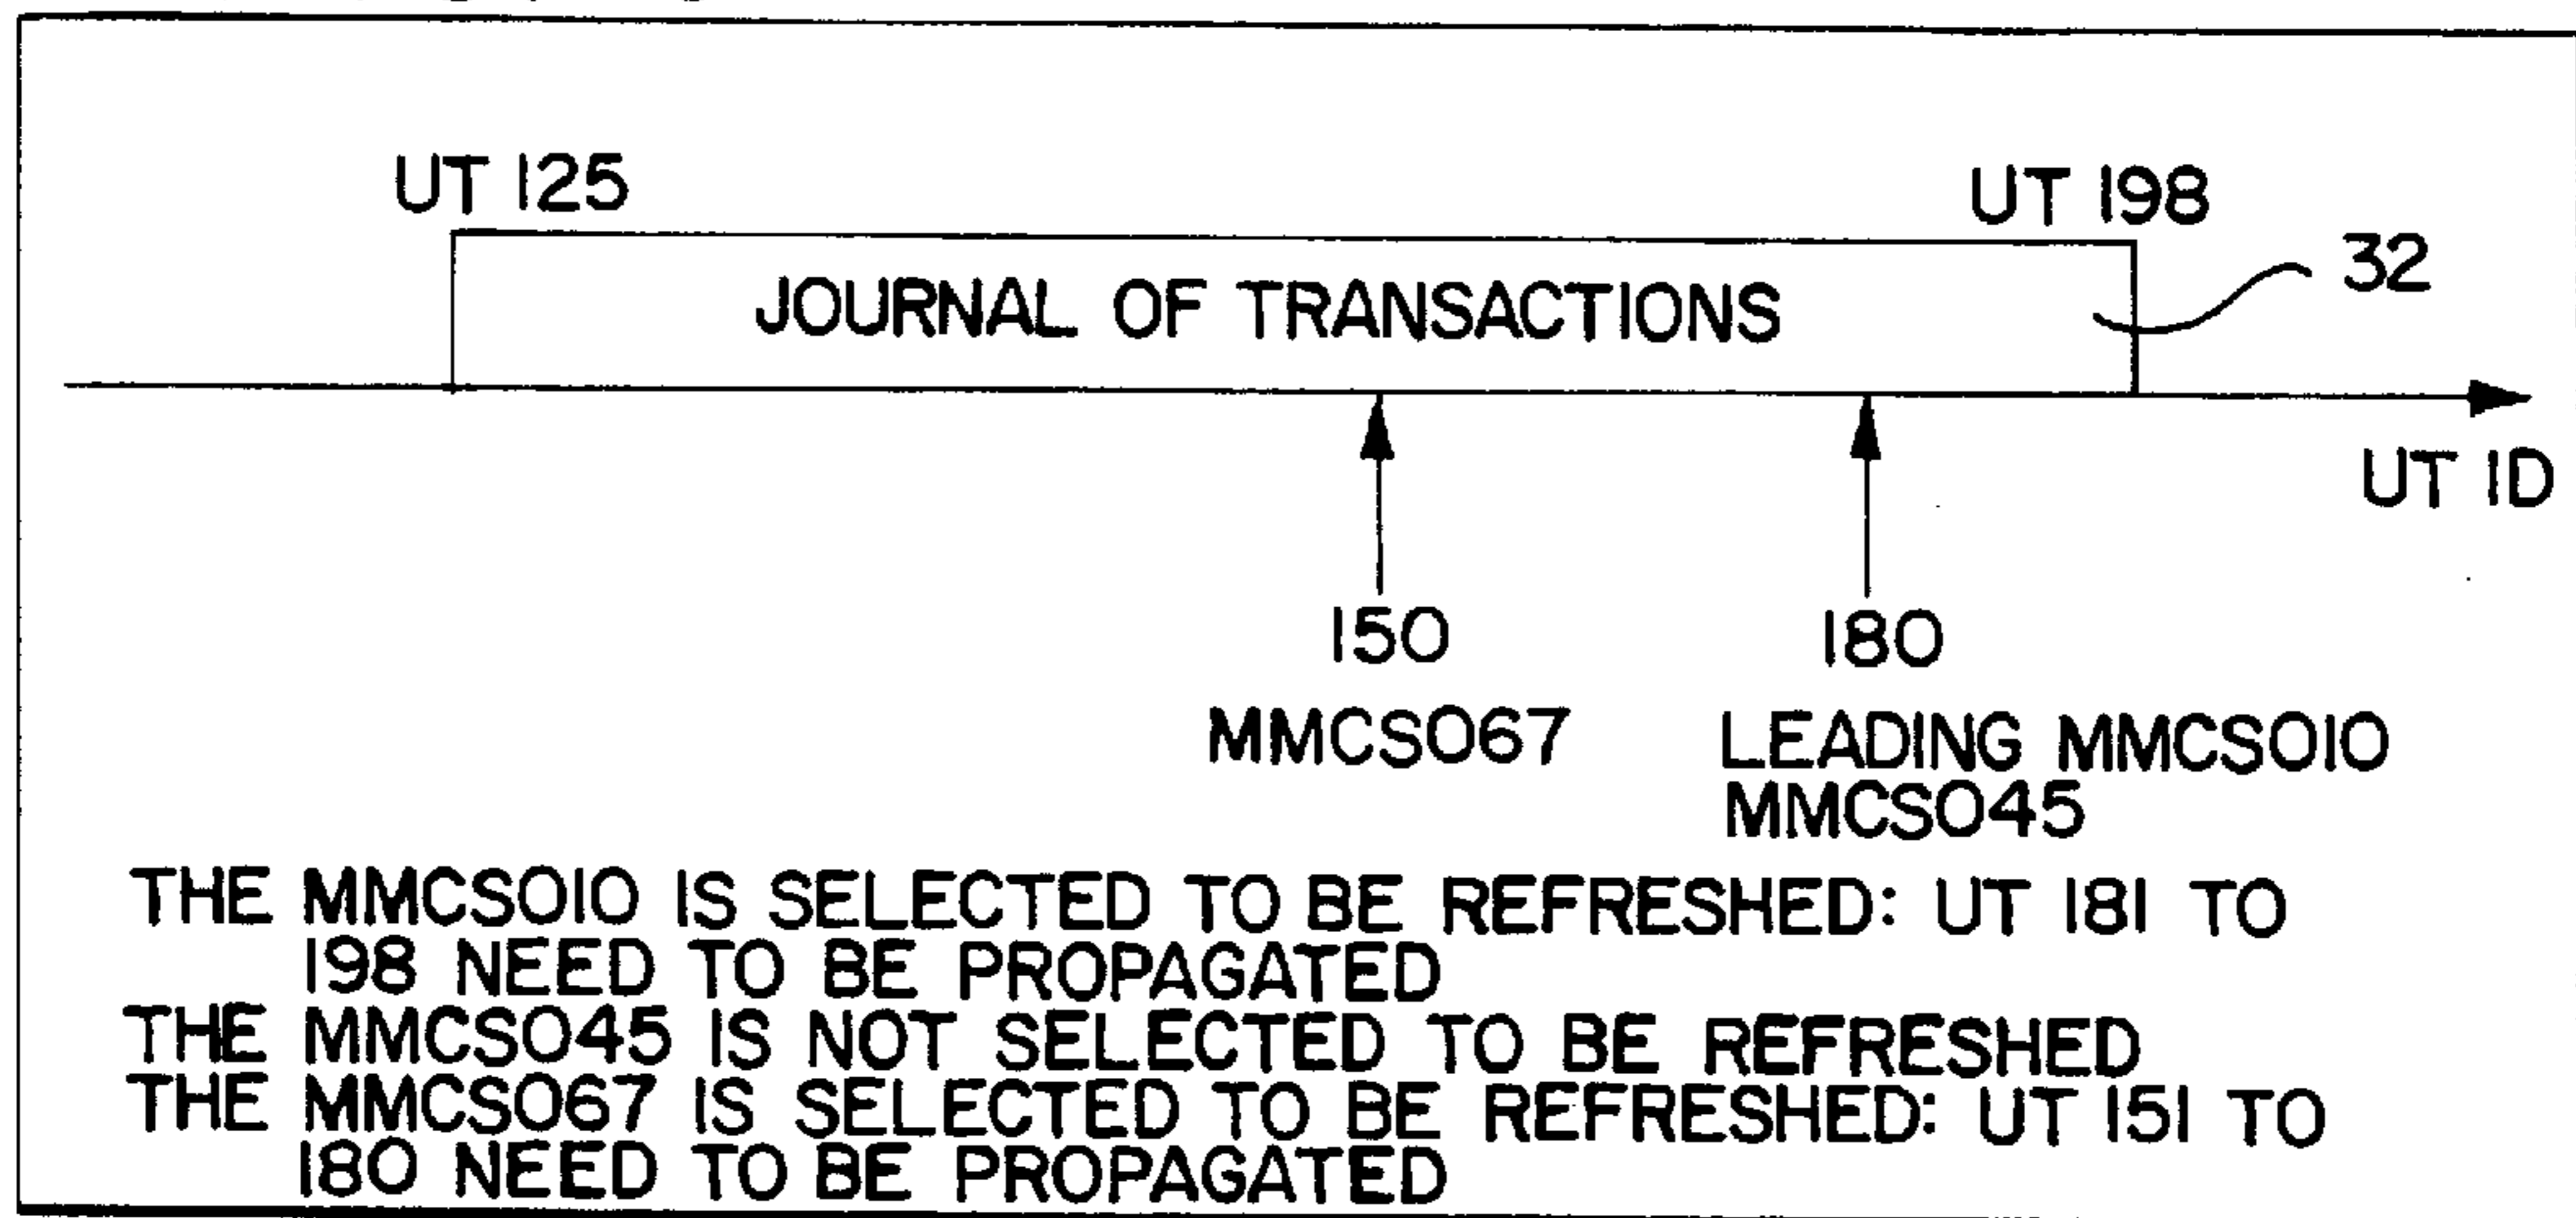 UT 125
UT 198
JOURNAL OF TRANSACTIONS
32
UT ID
150
180
MMCS067
LEADING MMCS010
MMCS045
THE MMCS010 IS SELECTED TO BE REFRESHED: UT 181 TO
198 NEED TO BE PROPAGATED
THE MMCS045 IS NOT SELECTED TO BE REFRESHED
THE MMCS067 IS SELECTED TO BE REFRESHED: UT 151 TO
180 NEED TO BE PROPAGATED